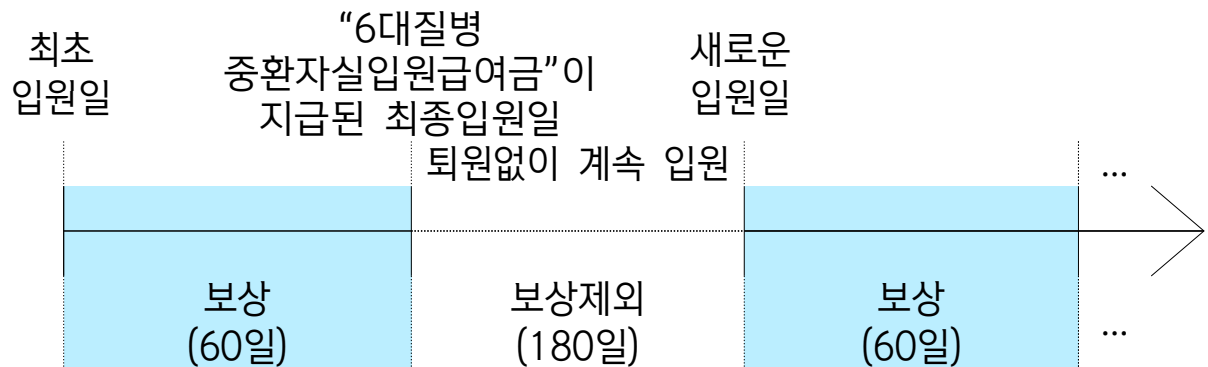 최초
입원일
“6대질병
중환자실입원급여금”이
지급된 최종입원일
새로운
입원일
퇴원없이 계속 입원
...
보상
(60일)
보상제외
(180일)
보상
(60일)
...